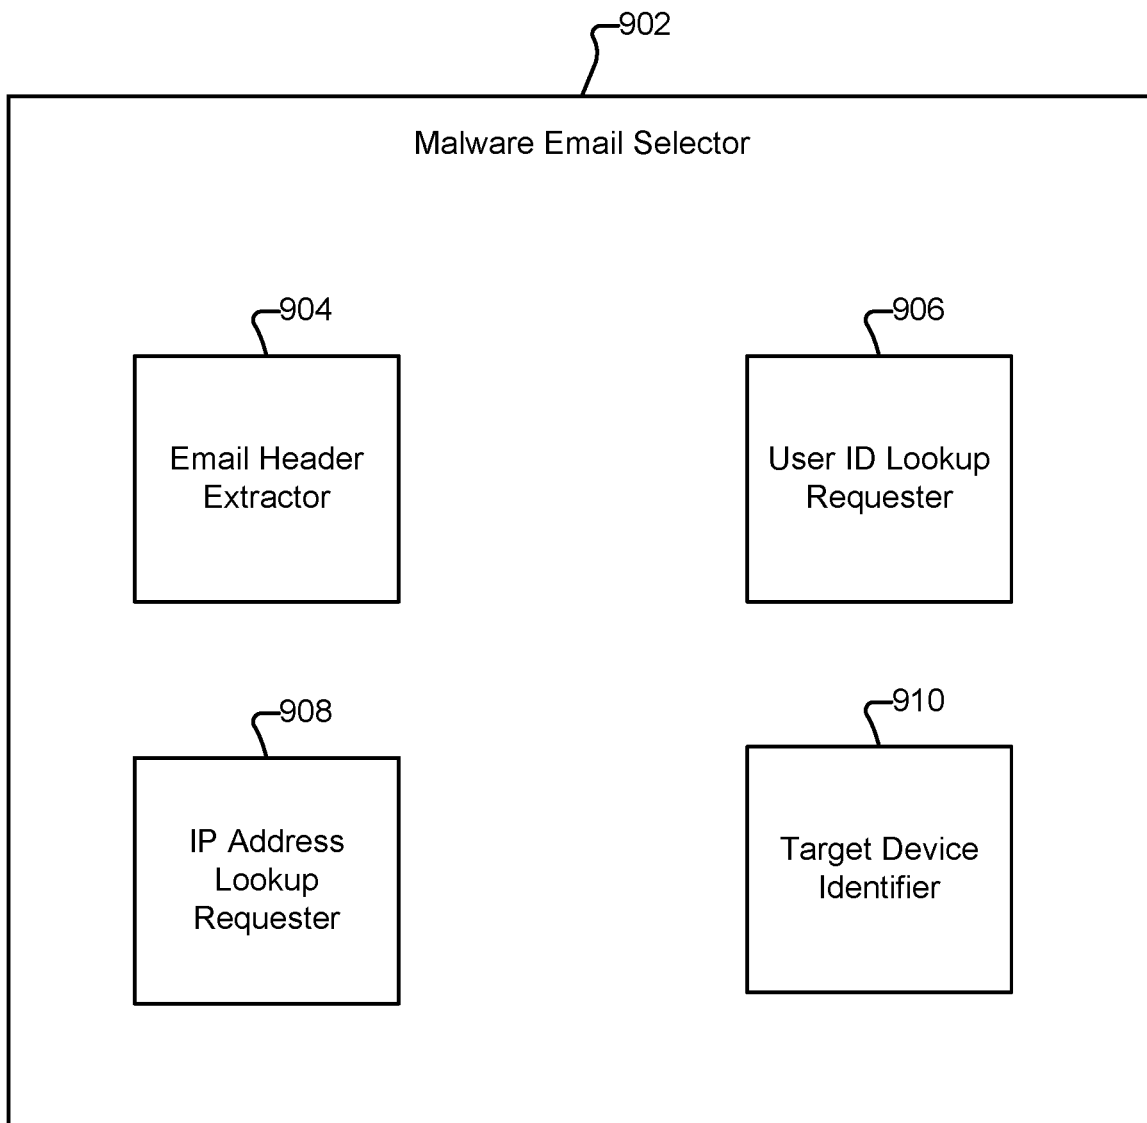 902
Malware Email Selector
904
906
Email Header
Extractor
User ID Lookup
Requester
908
910
IP Address
Lookup
Requester
Target Device
Identifier